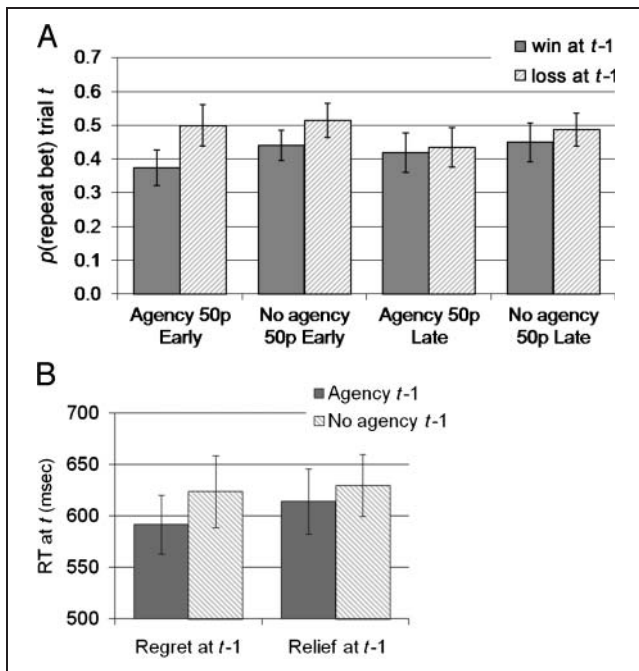 A
win at t-1
loss at t-1
p(repeat bet) trial t
0.7
0.6
0.5
0.4
0.3
0.2
0.1
0.0
Agency 50p Early
No agency 50p Early
Agency 50p Late
No agency 50p Late
B
Agency t-1
No agency t-1
RT at t (msec)
700
650
600
550
500
Regret at t-1
Relief at t-1